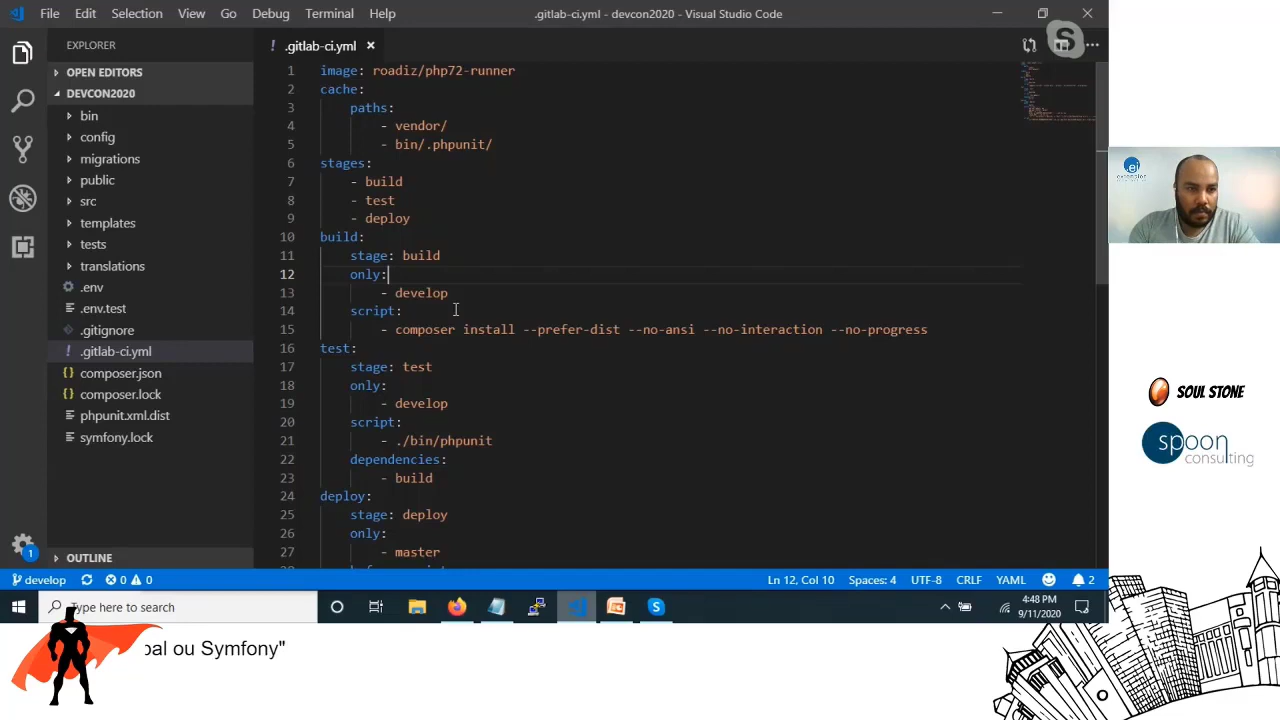 File Edit Selection View Go Debug Terminal Help
.gitlab-ci.yml - devcon2020 - Visual Studio Code
EXPLORER
OPEN EDITORS
DEVCON2020
bin
config
migrations
public
src
templates
tests
translations
.env
.env.test
.gitignore
.gitlab-ci.yml
composer.json
composer.lock
phpunit.xml.dist
symfony.lock
OUTLINE
.gitlab-ci.yml
1 image: roadiz/php72-runner
2 cache:
3 paths:
4 - vendor/
5 - bin/.phpunit/
6 stages:
7 - build
8 - test
9 - deploy
10 build:
11 stage: build
12 only:
13 - develop
14 script:
15 - composer install --prefer-dist --no-ansi --no-interaction --no-progress
16 test:
17 stage: test
18 only:
19 - develop
20 script:
21 - ./bin/phpunit
22 dependencies:
23 - build
24 deploy:
25 stage: deploy
26 only:
27 - master
1
develop 0 0
Ln 12, Col 10 Spaces: 4 UTF-8 CRLF YAML 2
Type here to search
4:48 PM
9/11/2020
SOUL STONE
spoon
consulting
pal ou Symfony"